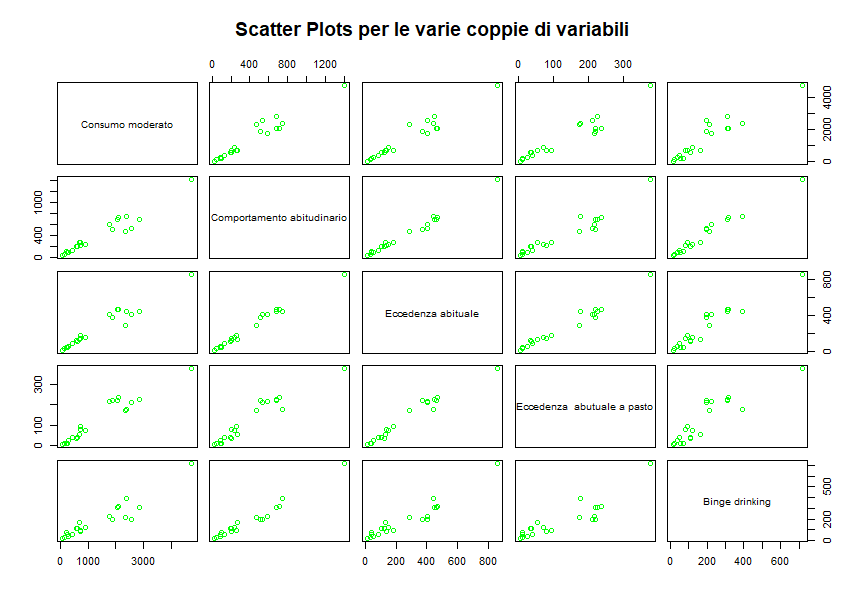 Scatter Plots per le varie coppie di variabili
0 400 800 1200
0 100 200 300
Consumo moderato
0 2000 4000
0 400 1000
Comportamento abitudinario
Eccedenza abituale
0 400 800
0 100 300
Eccedenza abutuale a pasto
Binge drinking
0 200 500
0 1000 3000
0 200 400 600 800
0 200 400 600